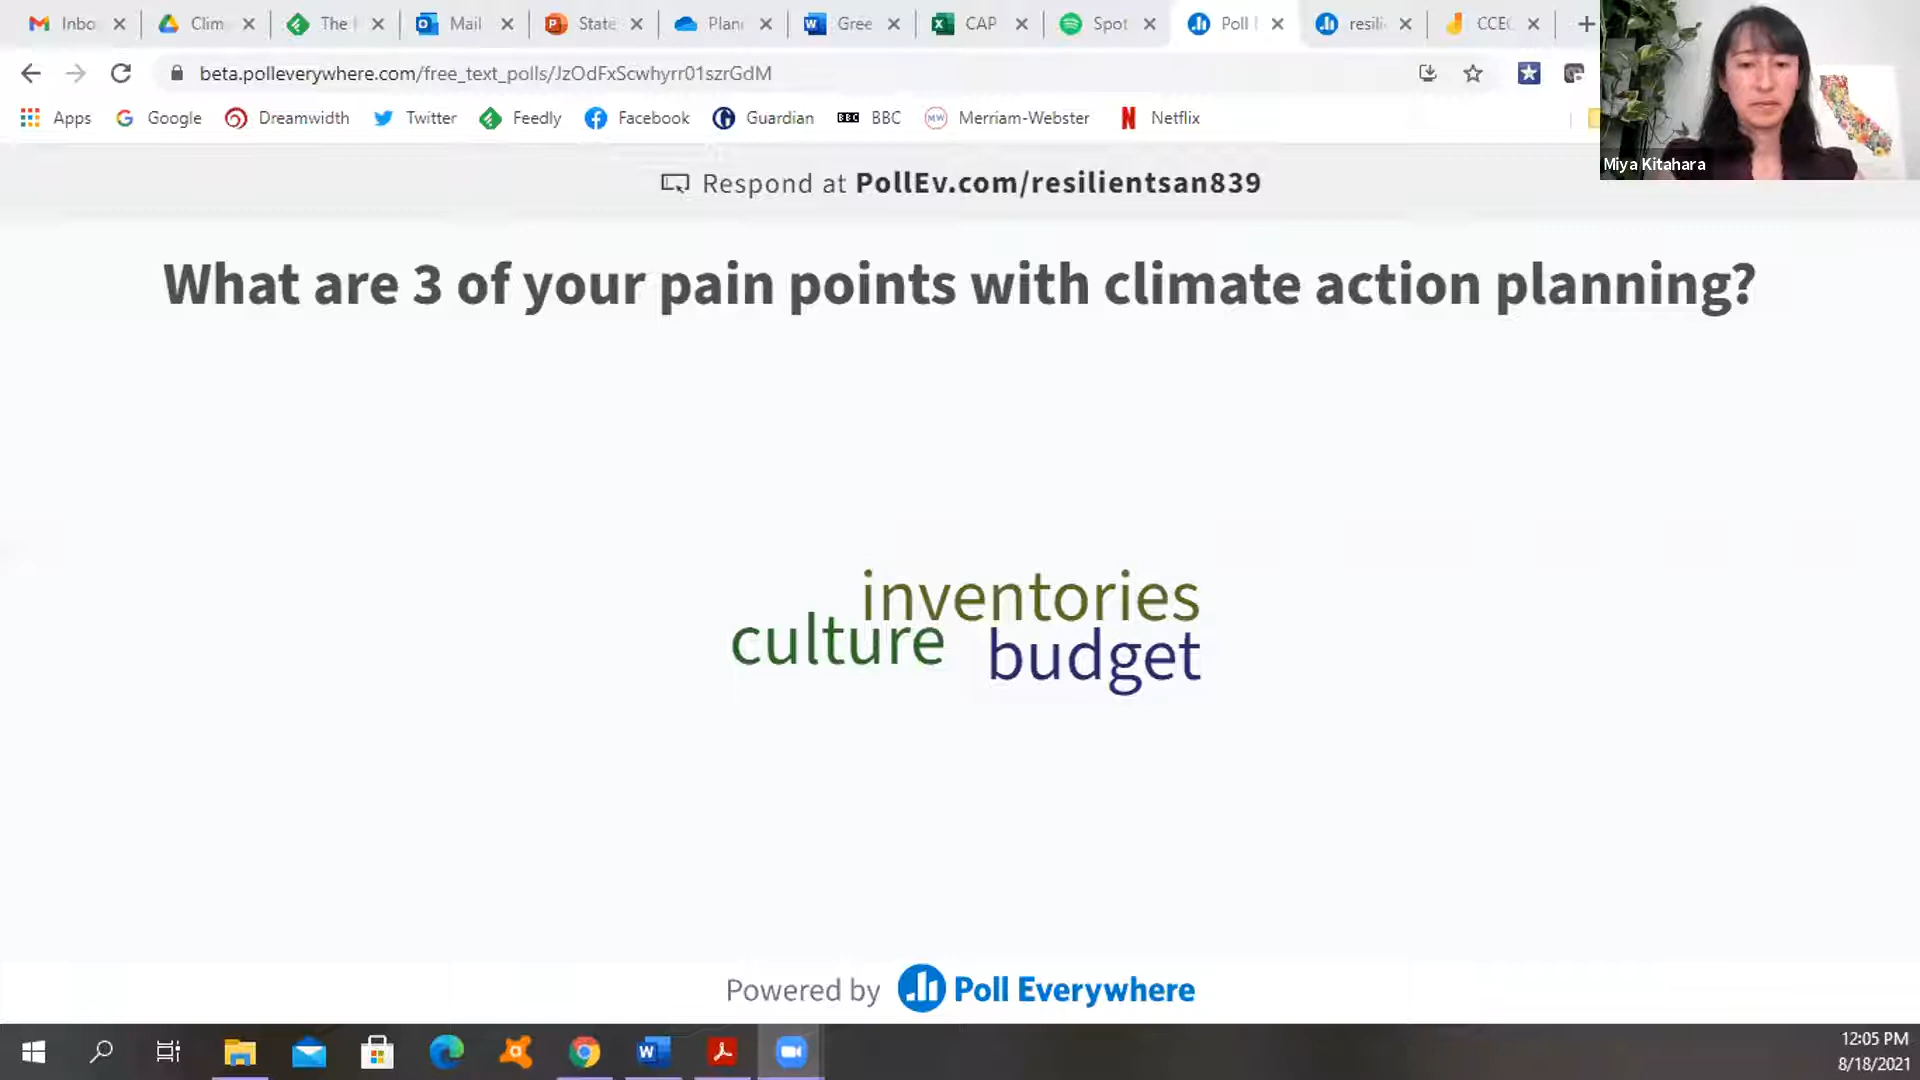 Inbo
Clim
The
Mail
State
Plan
Gree
CAP
Spot
Poll
resili
CCEC
beta.polleverywhere.com/free_text_polls/JzOdFxScwhyrr01szrGdM
Apps
Google
Dreamwidth
Twitter
Feedly
Facebook
Guardian
BBC BBC
MW Merriam-Webster
Netflix
Miya Kitahara
Respond at PollEv.com/resilientsan839
What are 3 of your pain points with climate action planning?
inventories
culture
budget
Powered by Poll Everywhere
12:05 PM
8/18/2021